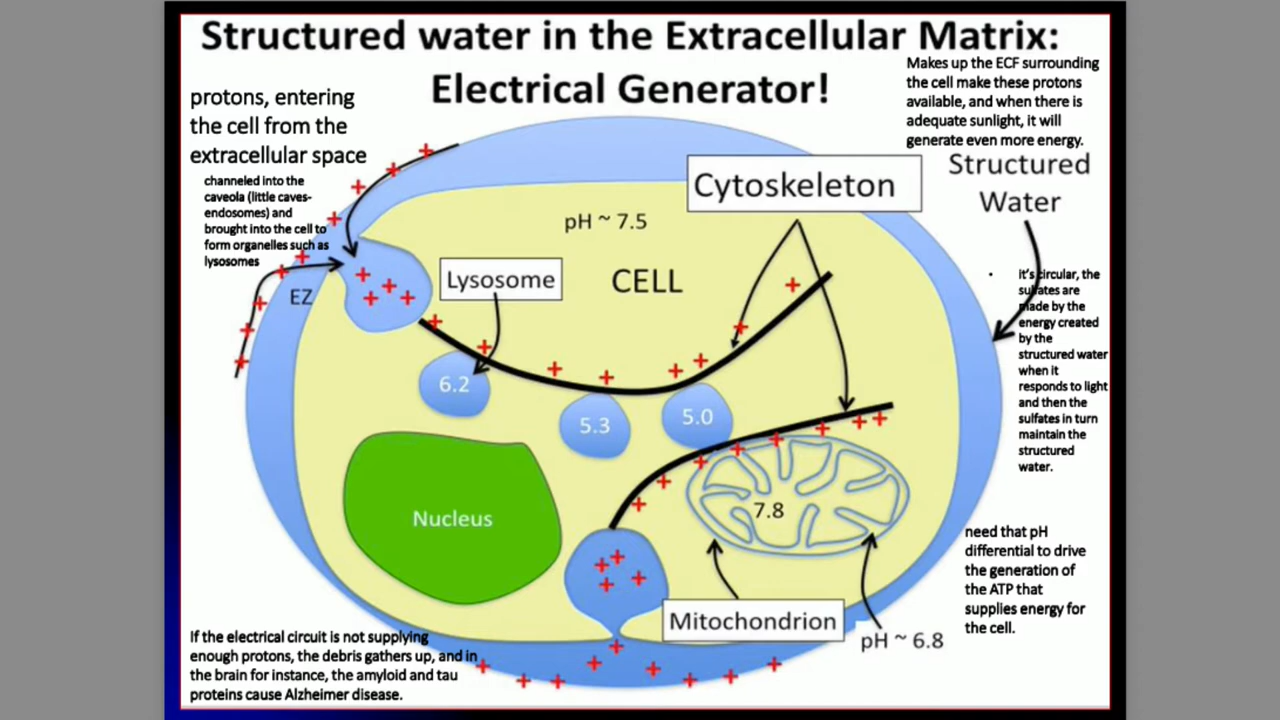 Structured water in the Extracellular Matrix:
Electrical Generator!
Makes up the ECF surrounding
the cell make these protons
available, and when there is
adequate sunlight, it will
generate even more energy.
protons, entering
the cell from the
extracellular space
channeled into the
caveola (little caves-
endosomes) and
brought into the cell to
form organelles such as
lysosomes
EZ
Structured
Water
Cytoskeleton
pH ~ 7.5
CELL
Lysosome
• it's circular, the
sulfates are
made by the
energy created
by the
structured water
when it
responds to light
and then the
sulfates in turn
maintain the
structured
water.
6.2
5.3
5.0
Nucleus
7.8
need that pH
differential to drive
the generation of
the ATP that
supplies energy for
the cell.
Mitochondrion
pH ~ 6.8
If the electrical circuit is not supplying
enough protons, the debris gathers up, and in
the brain for instance, the amyloid and tau
proteins cause Alzheimer disease.